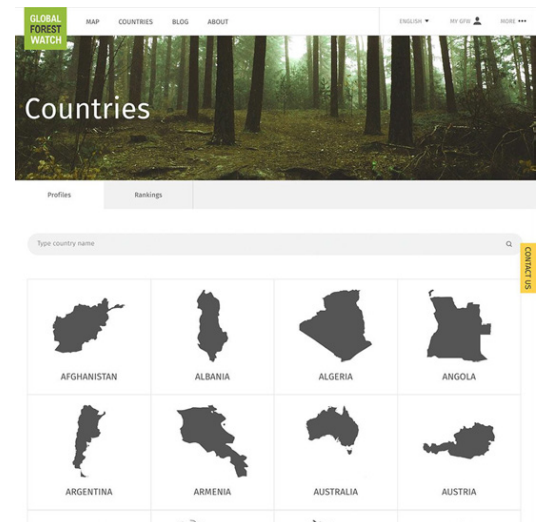 GLOBAL
FOREST
WATCH
MAP COUNTRIES BLOG ABOUT ENGLISH MY GFW MORE
Countries
Profiles Rankings
Type country name
CONTACT US
AFGHANISTAN ALBANIA ALGERIA ANGOLA
ARGENTINA ARMENIA AUSTRALIA AUSTRIA